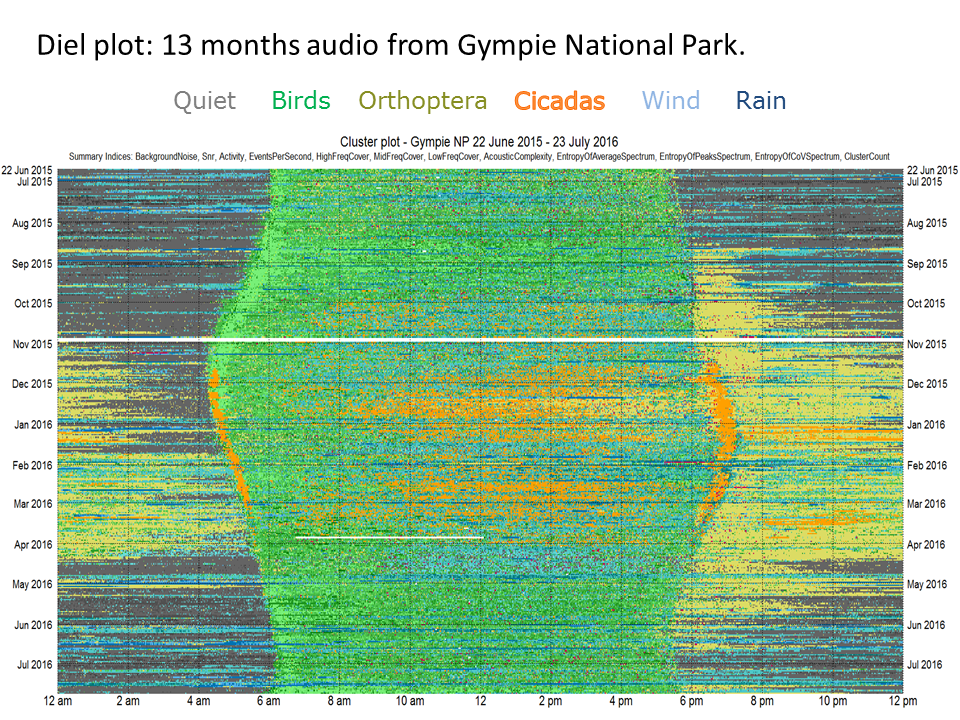 Diel plot: 13 months audio from Gympie National Park.
Quiet Birds Orthoptera Cicadas Wind Rain
Cluster plot - Gympie NP 22 June 2015 - 23 July 2016
Summary Indices: BackgroundNoise, Snr, Activity, EventsPerSecond, HighFreqCover, MidFreqCover, LowFreqCover, AcousticComplexity, EntropyOfAverageSpectrum, EntropyOfPeaksSpectrum, EntropyOfCoVSpectrum, ClusterCount
22 Jun 2015 22 Jun 2015
Jul 2015 Jul 2015
Aug 2015 Aug 2015
Sep 2015 Sep 2015
Oct 2015 Oct 2015
Nov 2015 Nov 2015
Dec 2015 Dec 2015
Jan 2016 Jan 2016
Feb 2016 Feb 2016
Mar 2016 Mar 2016
Apr 2016 Apr 2016
May 2016 May 2016
Jun 2016 Jun 2016
Jul 2016 Jul 2016
12 am 2 am 4 am 6 am 8 am 10 am 12 2 pm 4 pm 6 pm 8 pm 10 pm 12 pm